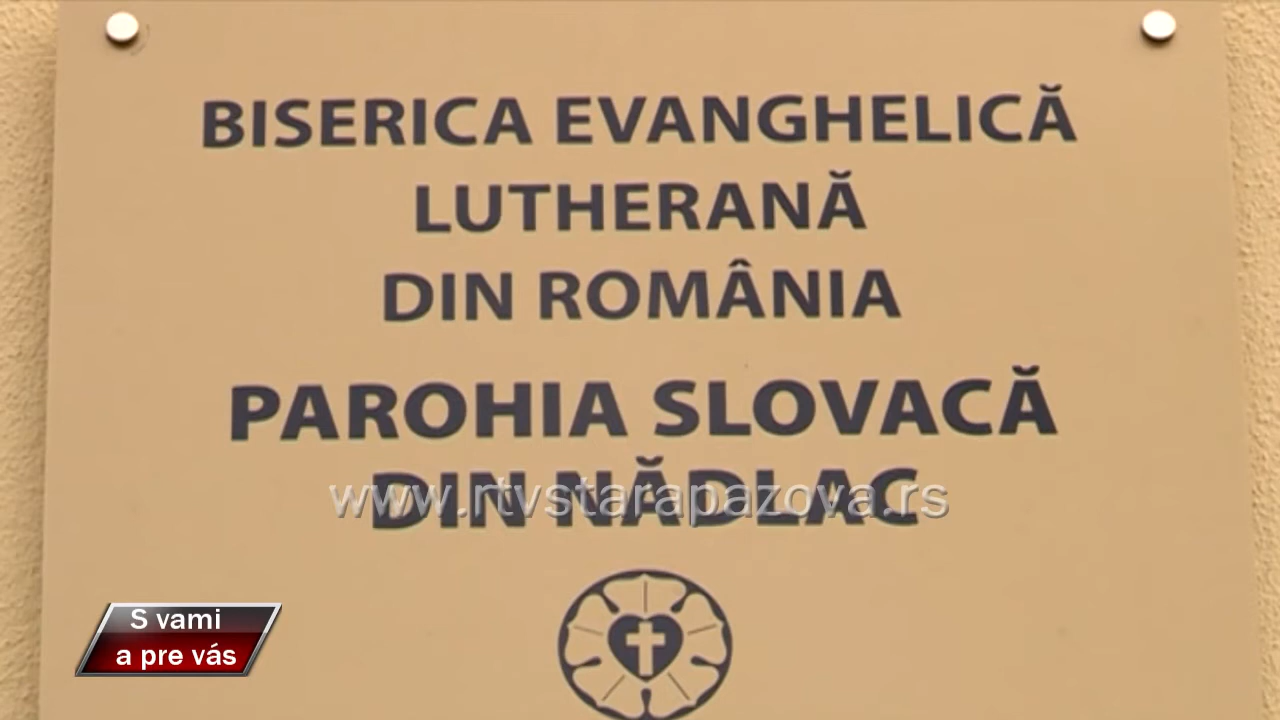 BISERICA EVANGHELICĂ
LUTHERANĂ
DIN ROMÂNIA
PAROHIA SLOVACĂ
DIN NĂDLAC
www.rtvstarapazova.rs
S vami
a pre vás